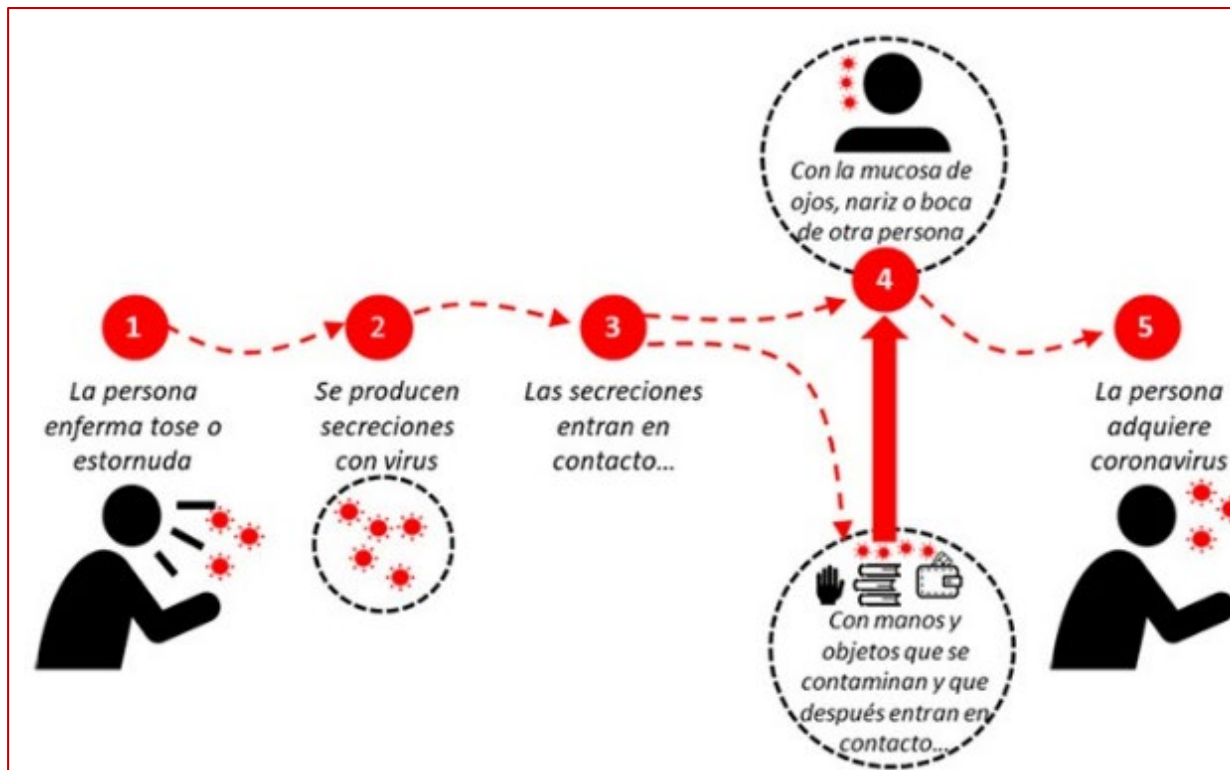 1
La persona
enferma tose o
estornuda
2
Se producen
secreciones
con virus
3
Las secreciones
entran en
contacto...
Con la mucosa de
ojos, nariz o boca
de otra persona
4
Con manos y
objetos que se
contaminan y que
después entran en
contacto...
5
La persona
adquiere
coronavirus